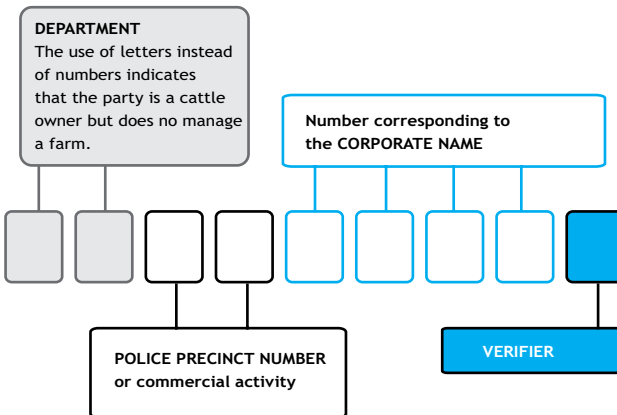 DEPARTMENT
The use of letters instead
of numbers indicates
that the party is a cattle
owner but does no manage
a farm.
Number corresponding to
the CORPORATE NAME
POLICE PRECINCT NUMBER
or commercial activity
VERIFIER